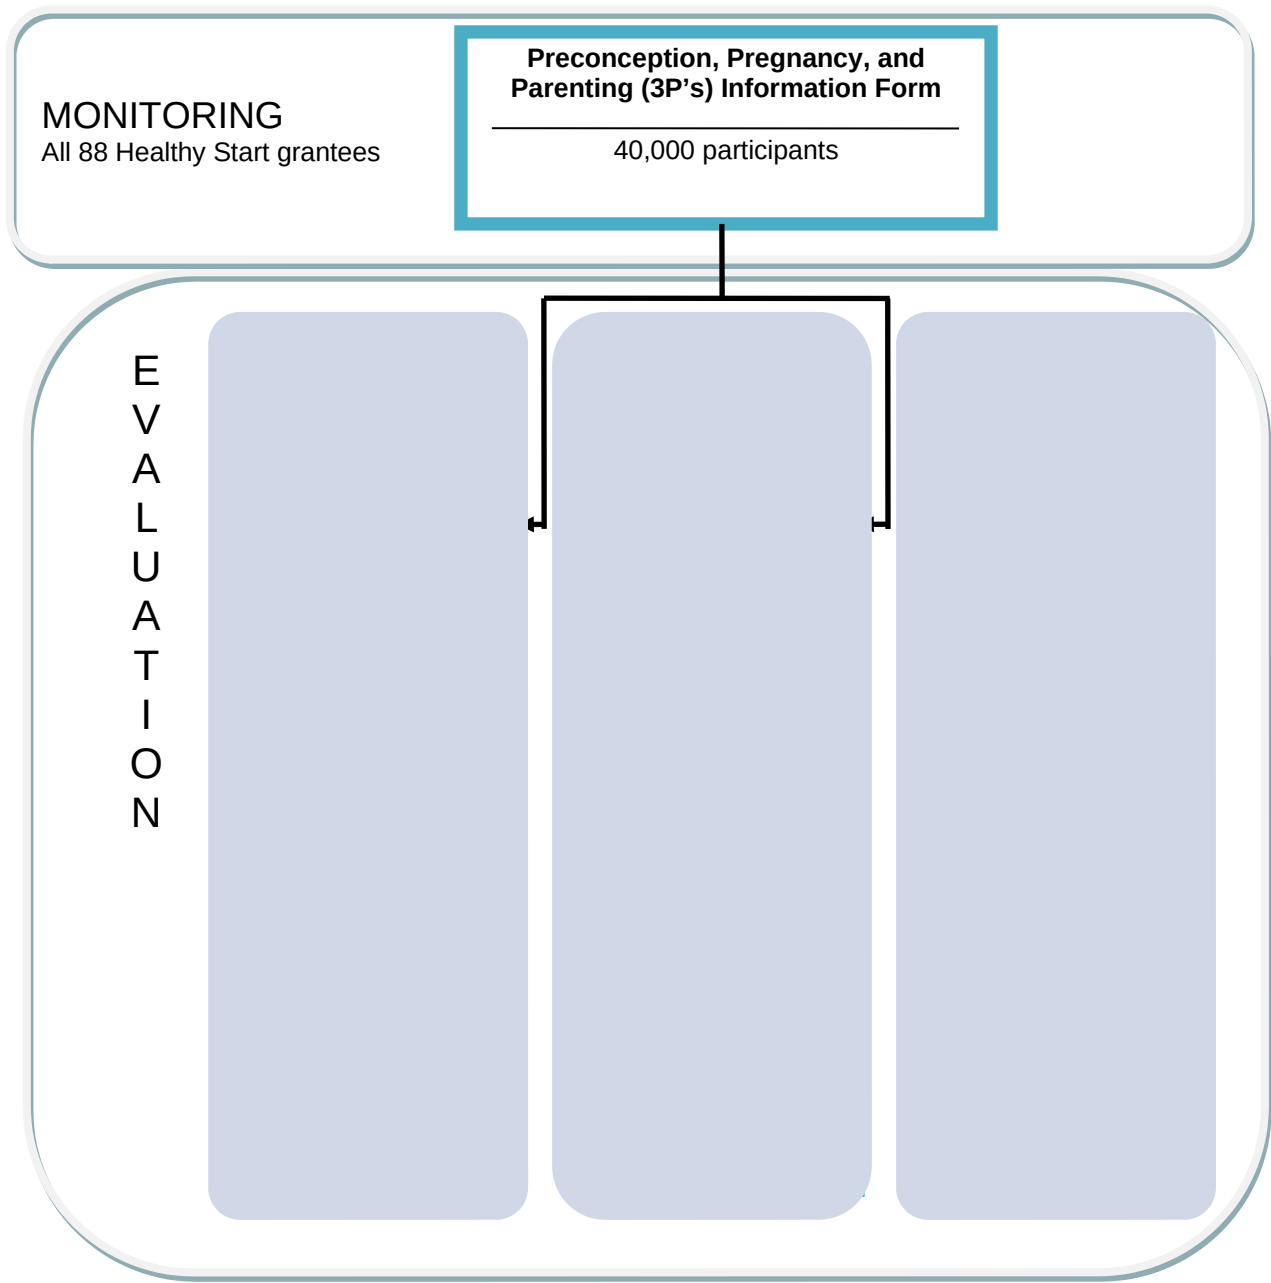 Preconception, Pregnancy, and
Parenting (3P’s) Information Form
40,000 participants
MONITORING
All 88 Healthy Start grantees
E
V
A
L
U
A
T
I
O
N